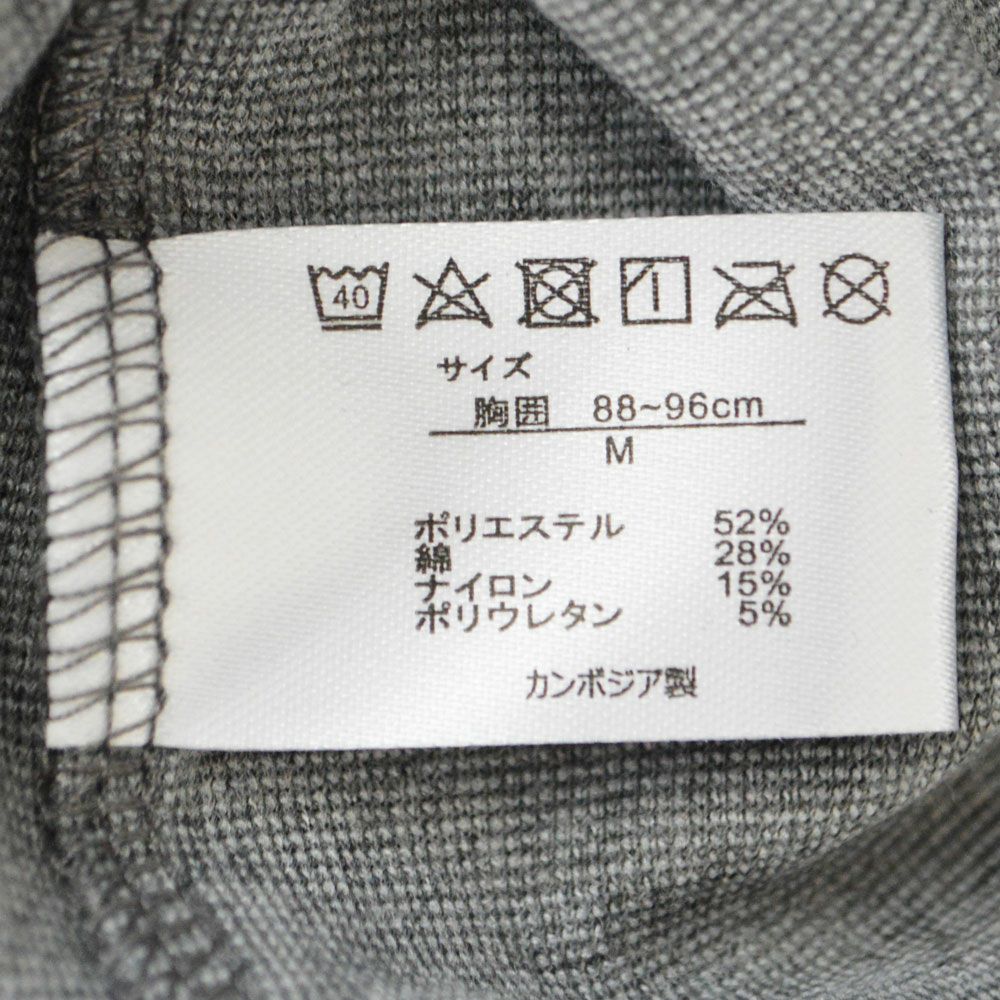 40
サイズ
胸囲 88~96cm
M
ポリエステル 52%
綿 28%
ナイロン 15%
ポリウレタン 5%
カンボジア製